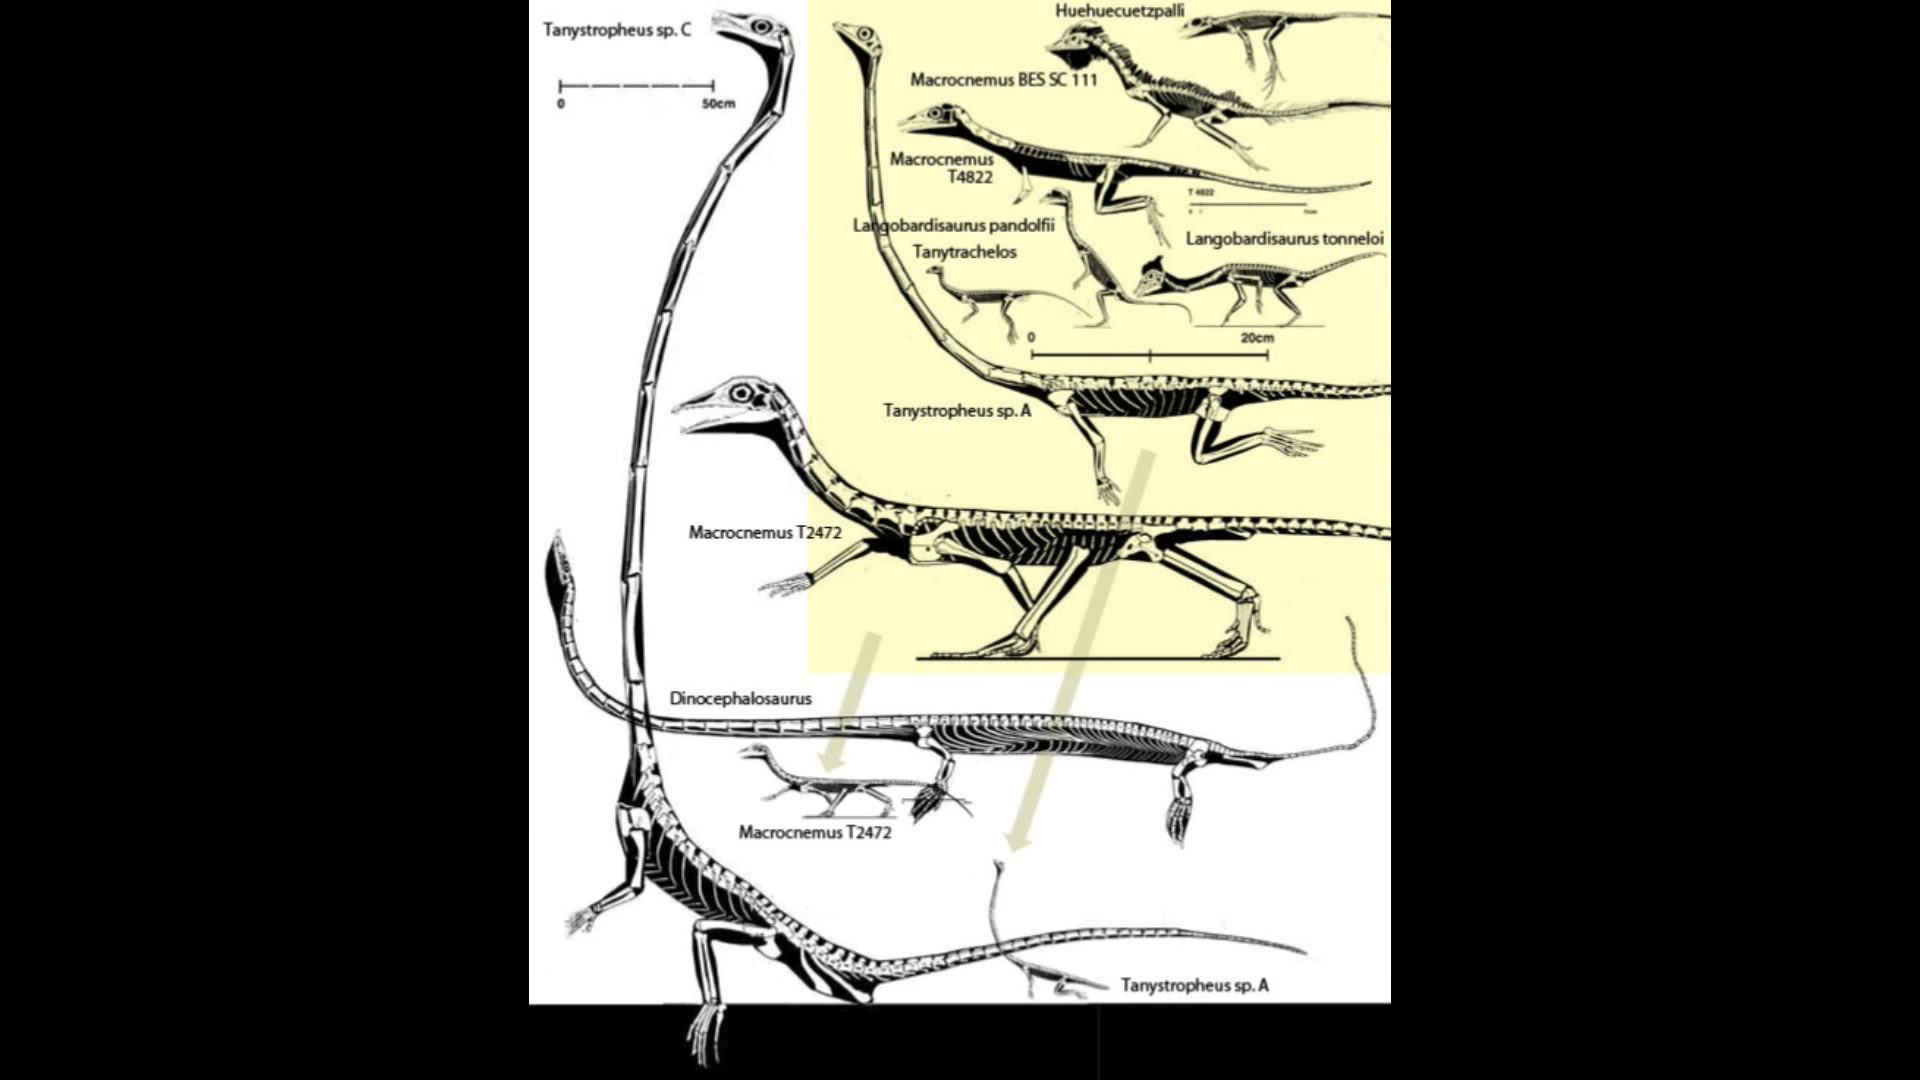 Huehuecuetzpalli
Tanystropheus sp. C
Macrocnemus BES SC 111
0 50cm
Macrocnemus
T4822
T 4822
Langobardisaurus pandolfii
Langobardisaurus tonneloi
Tanytrachelos
0 20cm
Tanystropheus sp. A
Macrocnemus T2472
Dinocephalosaurus
Macrocnemus T2472
Tanystropheus sp. A